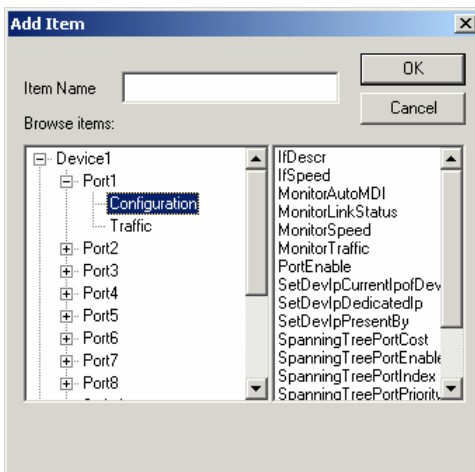 Add Item
Item Name
OK
Cancel
Browse items:
Device1
Port1
Configuration
Traffic
Port2
Port3
Port4
Port5
Port6
Port7
Port8
IfDescr
IfSpeed
MonitorAutoMDI
MonitorLinkStatus
MonitorSpeed
MonitorTraffic
PortEnable
SetDevIpCurrentIpofDev
SetDevIpDedicatedIp
SetDevIpPresentBy
SpanningTreePortCost
SpanningTreePortEnable
SpanningTreePortIndex
SpanningTreePortPriority